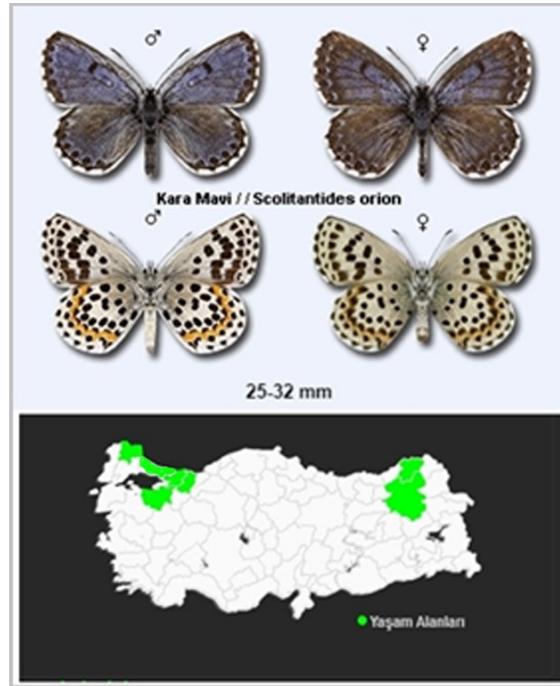 ♂ ♀
Kara Mavi // Scolitantides orion
♂ ♀
25-32 mm
Yaşam Alanları